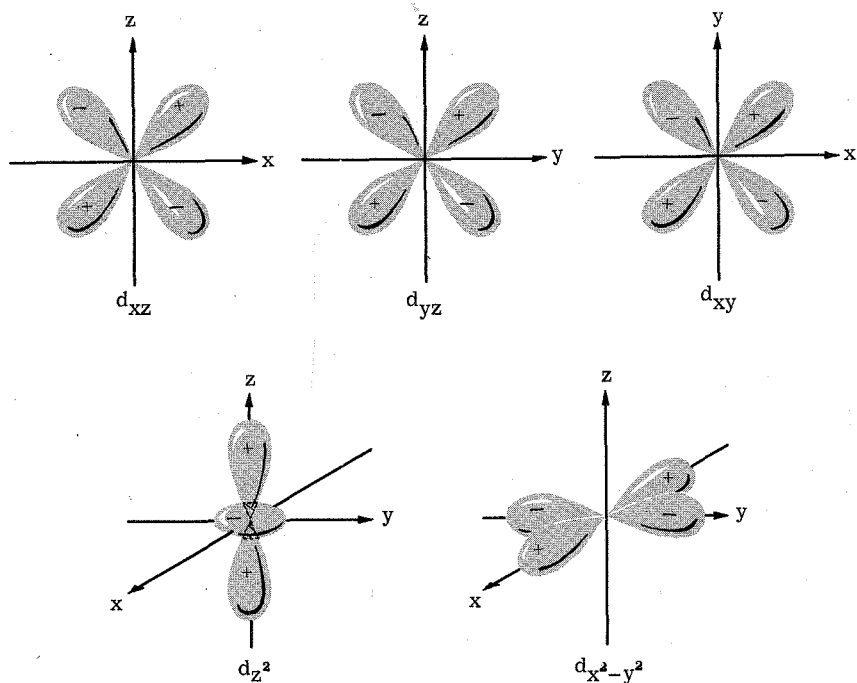 z z y
− + − + − +
x y x
+ − + − + −
d_xz d_yz d_xy
z z
+ +
− y − − y
+ +
x x
d_z² d_x²−y²